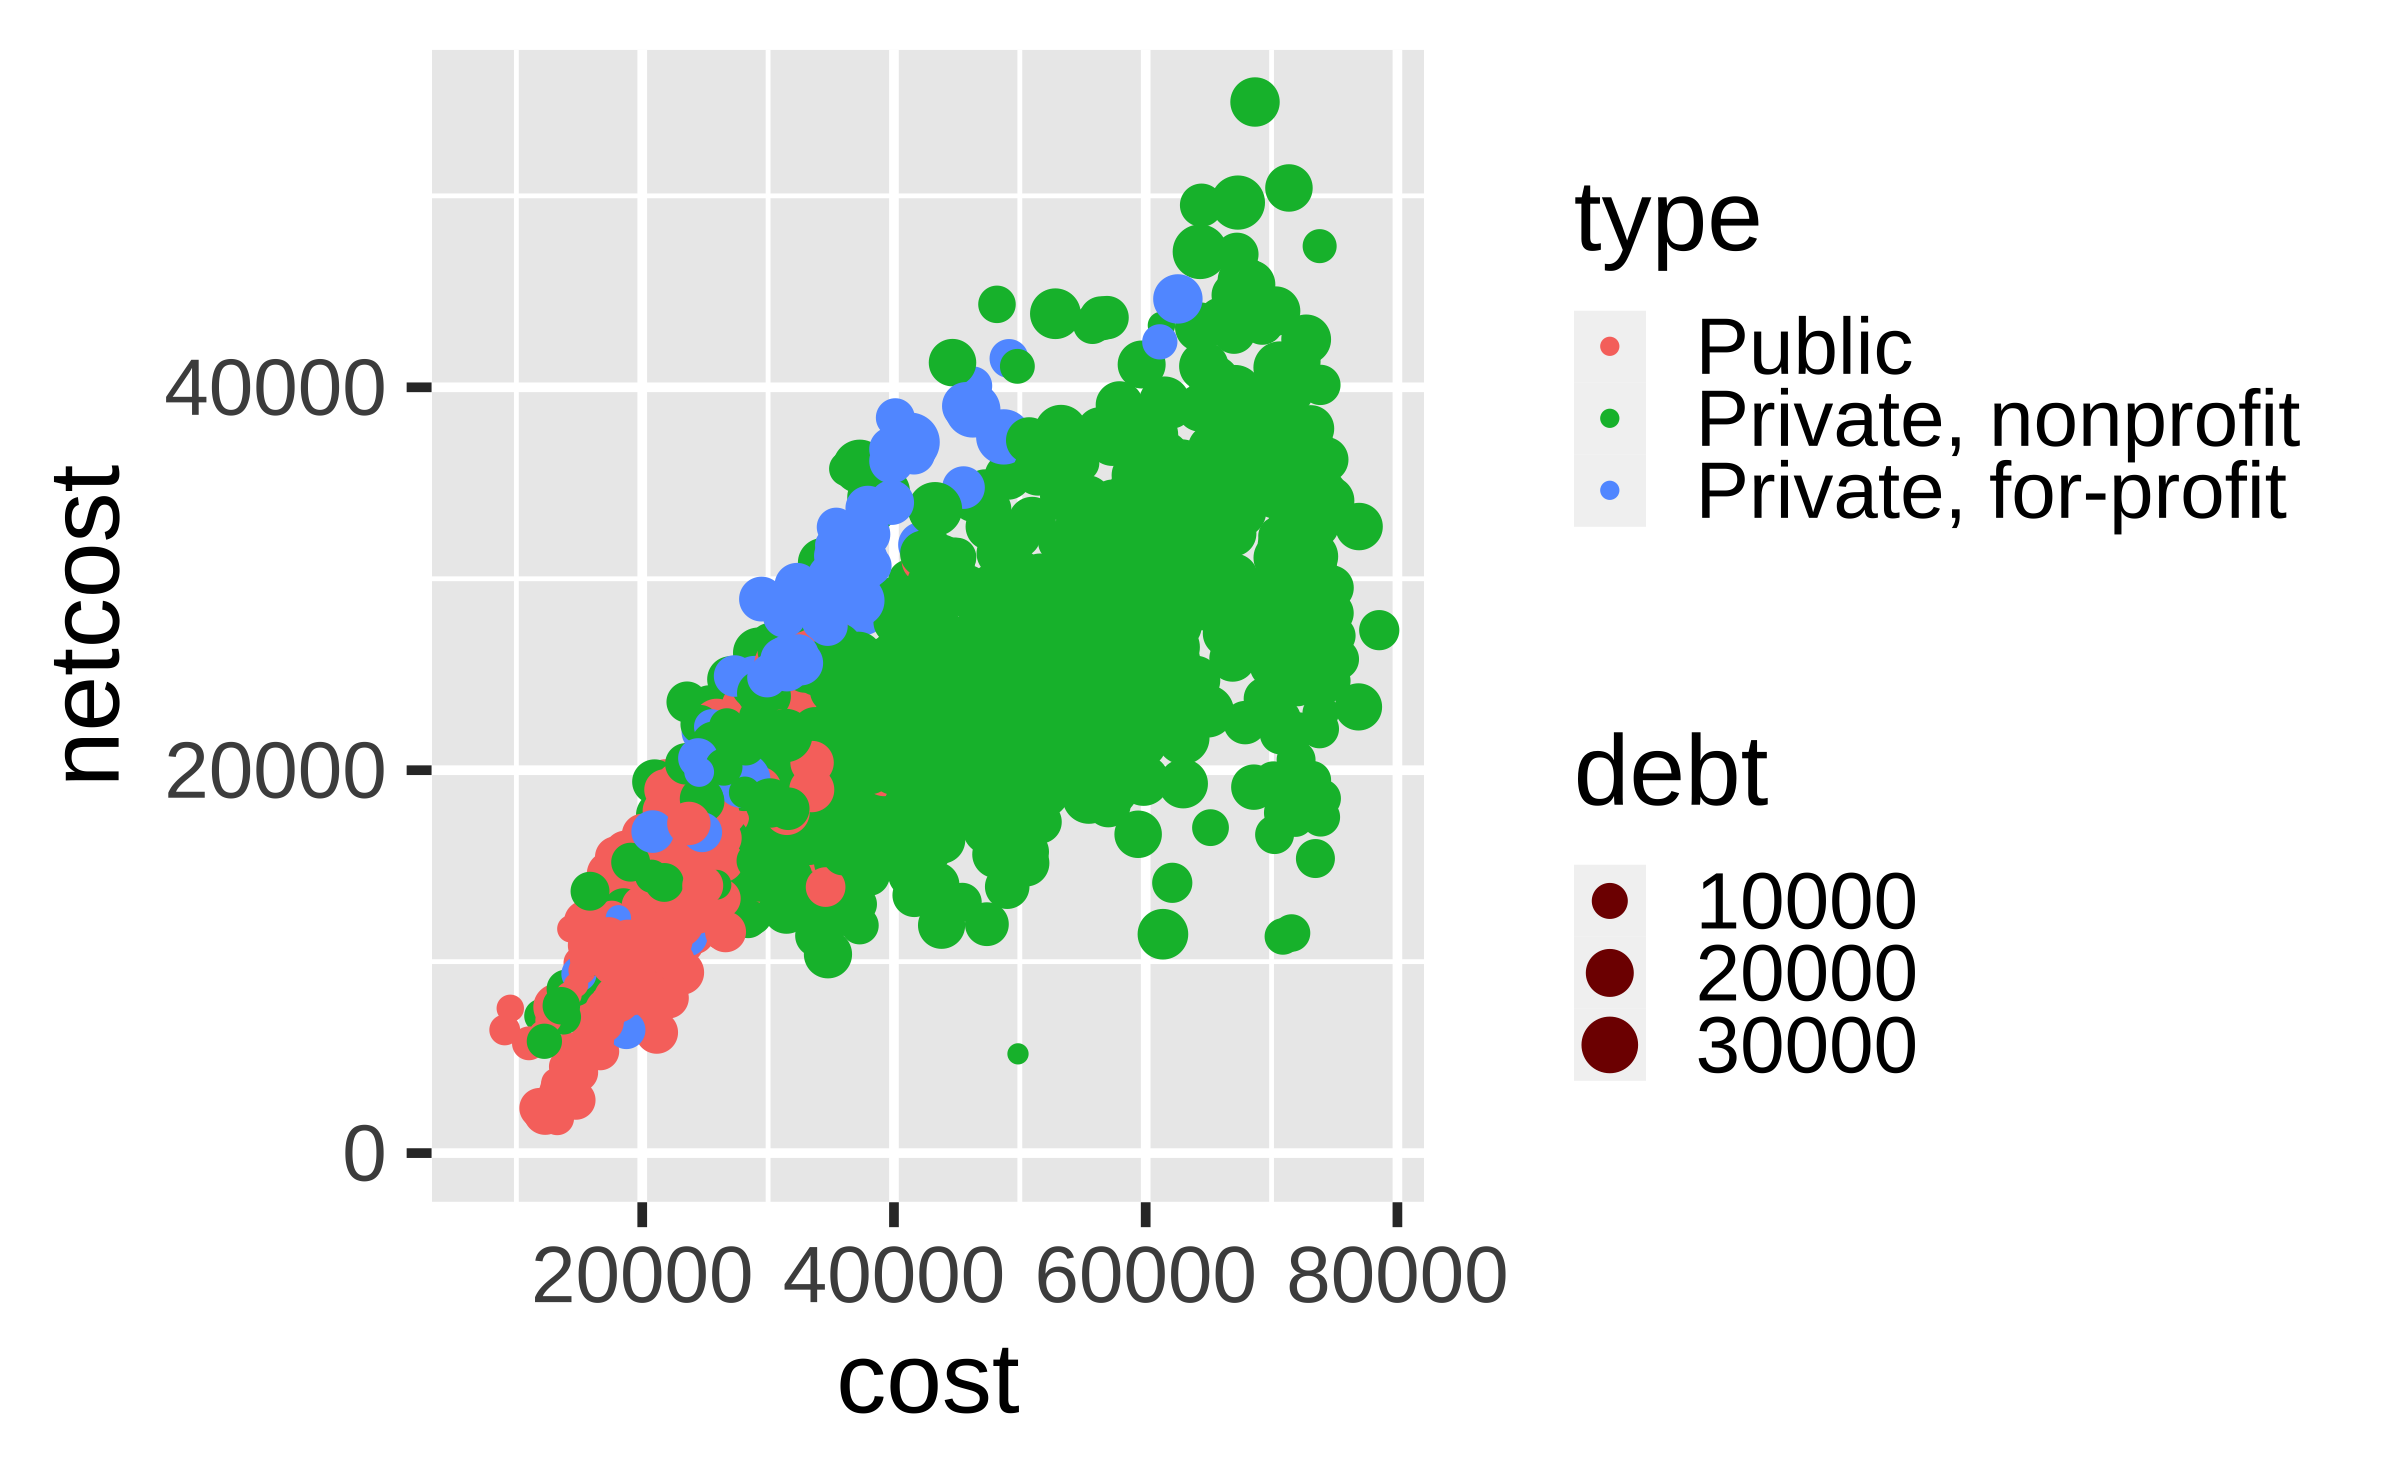 netcost
40000
20000
0
20000 40000 60000 80000
cost
type
Public
Private, nonprofit
Private, for-profit
debt
10000
20000
30000